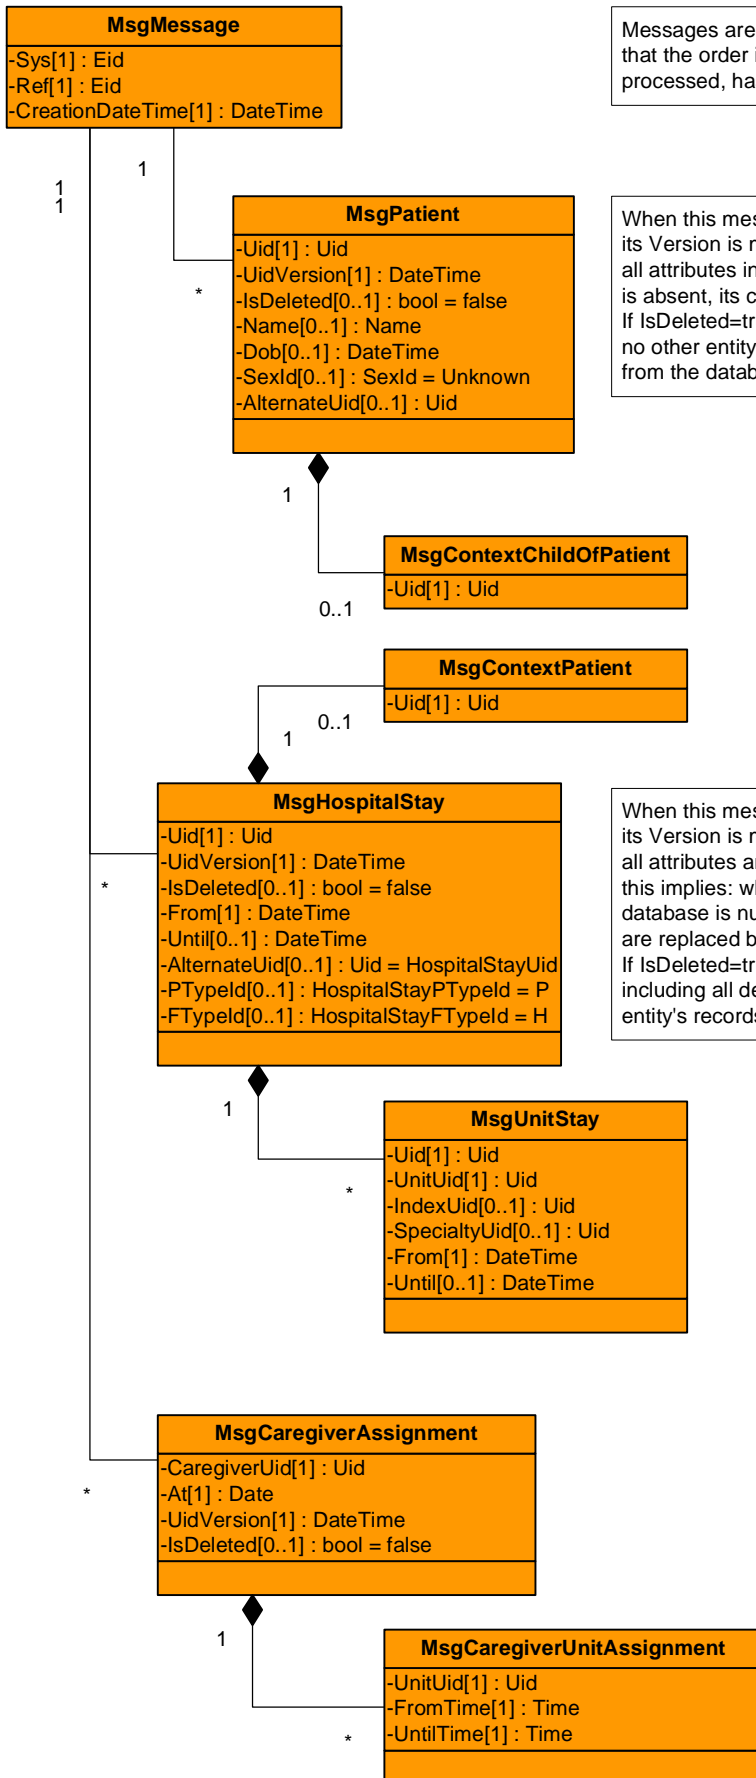 MsgMessage
-Sys[1] : Eid
-Ref[1] : Eid
-CreationDateTime[1] : DateTime
Messages are
that the order
processed, ha
1
1
1
MsgPatient
-Uid[1] : Uid
-UidVersion[1] : DateTime
-IsDeleted[0..1] : bool = false
-Name[0..1] : Name
-Dob[0..1] : DateTime
-SexId[0..1] : SexId = Unknown
-AlternateUid[0..1] : Uid
*
When this mes
its Version is
all attributes in
is absent, its c
If IsDeleted=tr
no other entity
from the datab
1
MsgContextChildOfPatient
-Uid[1] : Uid
0..1
MsgContextPatient
-Uid[1] : Uid
0..1
1
MsgHospitalStay
-Uid[1] : Uid
-UidVersion[1] : DateTime
-IsDeleted[0..1] : bool = false
-From[1] : DateTime
-Until[0..1] : DateTime
-AlternateUid[0..1] : Uid = HospitalStayUid
-PTypeId[0..1] : HospitalStayPTypeId = P
-FTypeId[0..1] : HospitalStayFTypeId = H
*
When this mes
its Version is
all attributes a
this implies: w
database is nu
are replaced b
If IsDeleted=tr
including all de
entity's records
1
MsgUnitStay
-Uid[1] : Uid
-UnitUid[1] : Uid
-IndexUid[0..1] : Uid
-SpecialtyUid[0..1] : Uid
-From[1] : DateTime
-Until[0..1] : DateTime
*
MsgCaregiverAssignment
-CaregiverUid[1] : Uid
-At[1] : Date
-UidVersion[1] : DateTime
-IsDeleted[0..1] : bool = false
*
1
MsgCaregiverUnitAssignment
-UnitUid[1] : Uid
-FromTime[1] : Time
-UntilTime[1] : Time
*